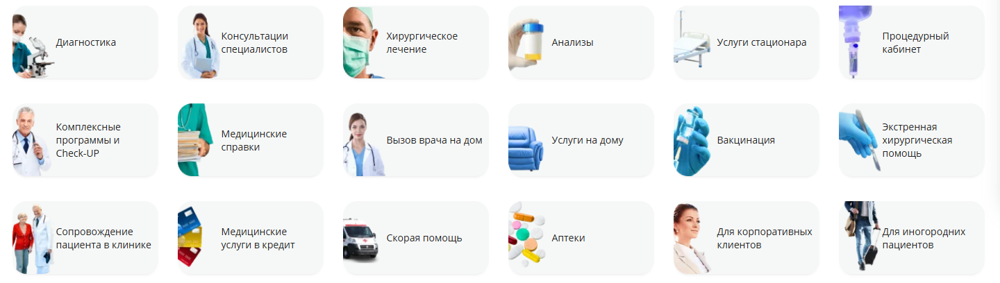 Диагностика
Консультации
специалистов
Хирургическое
лечение
Анализы
Услуги стационара
Процедурный
кабинет
Комплексные
программы и
Check-UP
Медицинские
справки
Вызов врача на дом
Услуги на дому
Вакцинация
Экстренная
хирургическая
помощь
Сопровождение
пациента в клинике
Медицинские
услуги в кредит
Скорая помощь
Аптеки
Для корпоративных
клиентов
Для иногородних
пациентов